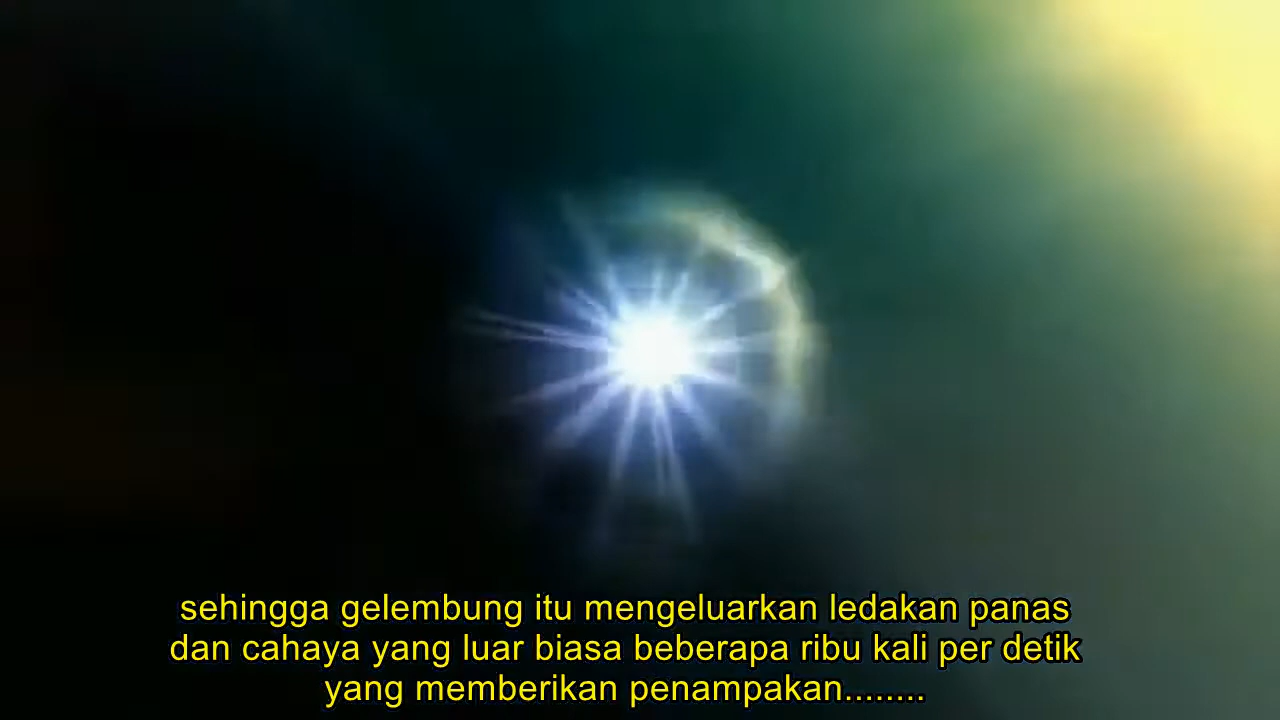 sehingga gelembung itu mengeluarkan ledakan panas
dan cahaya yang luar biasa beberapa ribu kali per detik
yang memberikan penampakan........